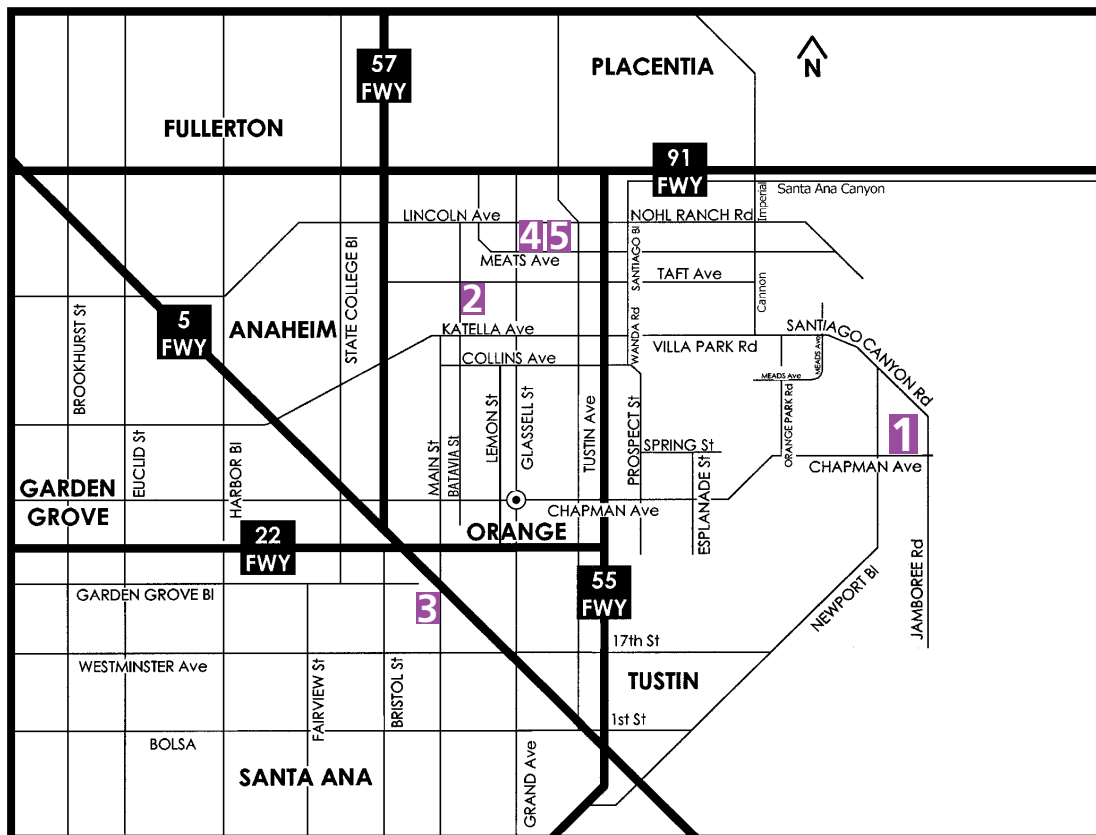 57
FWY
PLACENTIA
N
FULLERTON
91
FWY
Santa Ana Canyon
LINCOLN Ave
NOHL RANCH Rd
Imperial
4
5
MEATS Ave
SANTIAGO Bl
TAFT Ave
STATE COLLEGE Bl
2
Cannon
BROOKHURST St
5
FWY
ANAHEIM
KATELLA Ave
WANDA Rd
VILLA PARK Rd
SANTIAGO CANYON Rd
COLLINS Ave
MEADS Ave
MEADS Ave
EUCLID St
HARBOR Bl
MAIN St
BATAVIA St
LEMON St
GLASSELL St
TUSTIN Ave
PROSPECT St
SPRING St
ESPLANADE St
ORANGE PARK Rd
1
CHAPMAN Ave
GARDEN
GROVE
CHAPMAN Ave
ORANGE
22
FWY
55
FWY
GARDEN GROVE Bl
3
NEWPORT Bl
JAMBOREE Rd
17th St
WESTMINSTER Ave
FAIRVIEW St
BRISTOL St
TUSTIN
1st St
BOLSA
SANTA ANA
GRAND Ave